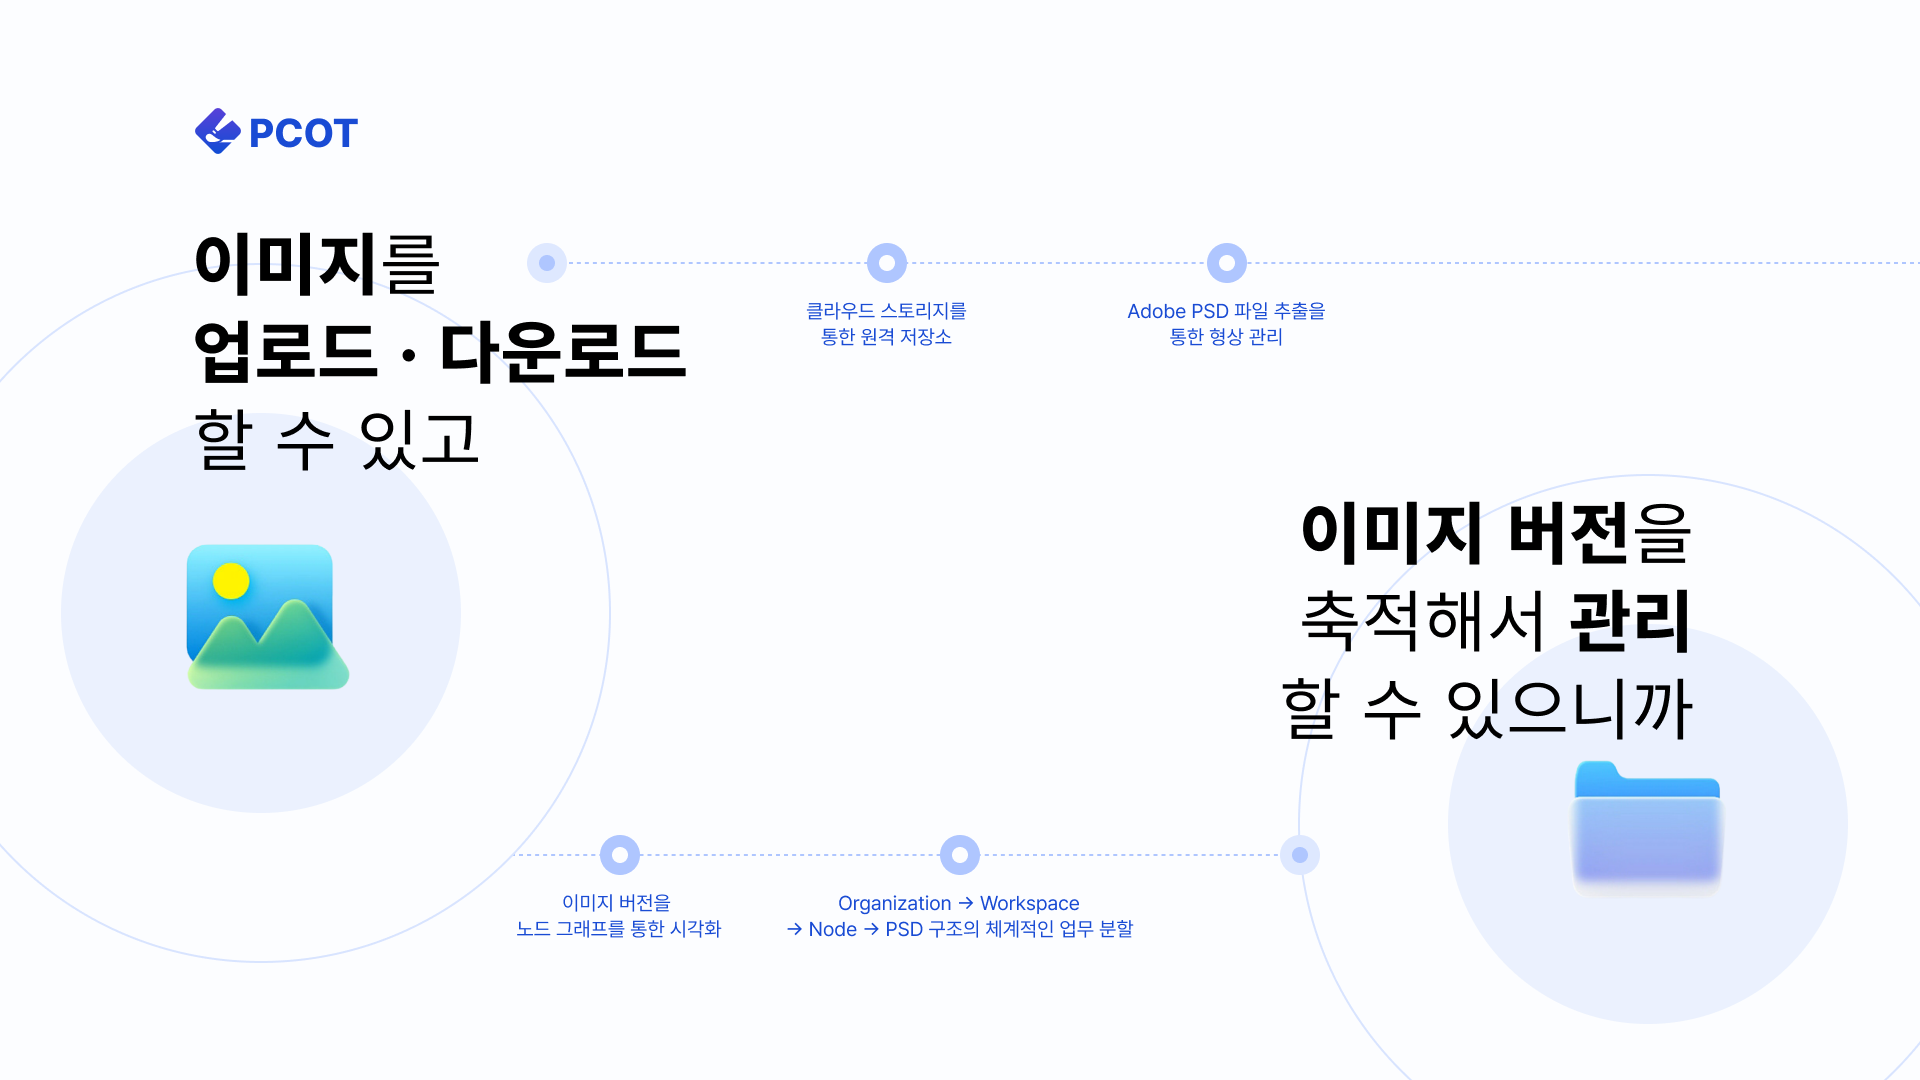 PCOT
이미지를
업로드 · 다운로드
할 수 있고
클라우드 스토리지를
통한 원격 저장소
Adobe PSD 파일 추출을
통한 형상 관리
이미지 버전을
축적해서 관리
할 수 있으니까
이미지 버전을
노드 그래프를 통한 시각화
Organization → Workspace
→ Node → PSD 구조의 체계적인 업무 분할